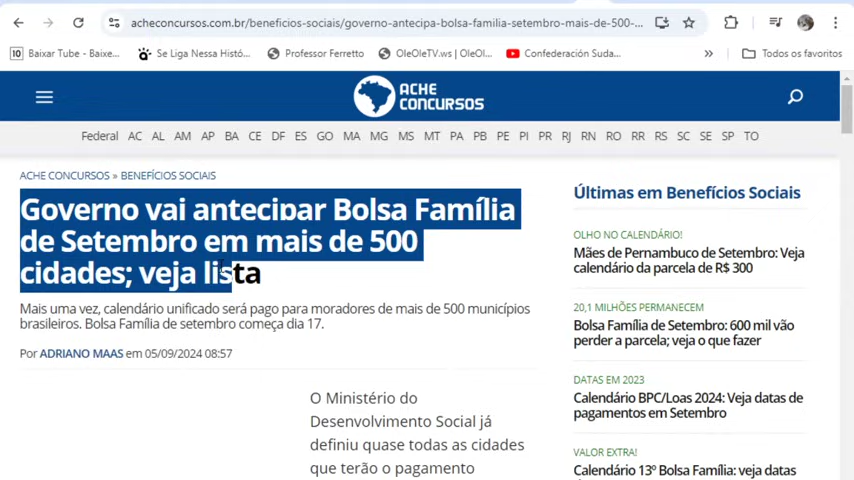 acheconcursos.com.br/beneficios-sociais/governo-antecipa-bolsa-familia-setembro-mais-de-500-...
10 Baixar Tube - Baixe... Se Liga Nessa Histó... Professor Ferretto OleOleTV.ws | OleOl... Confederación Suda... » Todos os favoritos
ACHE
CONCURSOS
Federal AC AL AM AP BA CE DF ES GO MA MG MS MT PA PB PE PI PR RJ RN RO RR RS SC SE SP TO
ACHE CONCURSOS » BENEFÍCIOS SOCIAIS
Governo vai antecipar Bolsa Família
de Setembro em mais de 500
cidades; veja lista
Mais uma vez, calendário unificado será pago para moradores de mais de 500 municípios
brasileiros. Bolsa Família de setembro começa dia 17.
Por ADRIANO MAAS em 05/09/2024 08:57
O Ministério do
Desenvolvimento Social já
definiu quase todas as cidades
que terão o pagamento
Últimas em Benefícios Sociais
OLHO NO CALENDÁRIO!
Mães de Pernambuco de Setembro: Veja
calendário da parcela de R$ 300
20,1 MILHÕES PERMANECEM
Bolsa Família de Setembro: 600 mil vão
perder a parcela; veja o que fazer
DATAS EM 2023
Calendário BPC/Loas 2024: Veja datas de
pagamentos em Setembro
VALOR EXTRA!
Calendário 13º Bolsa Família: veja datas